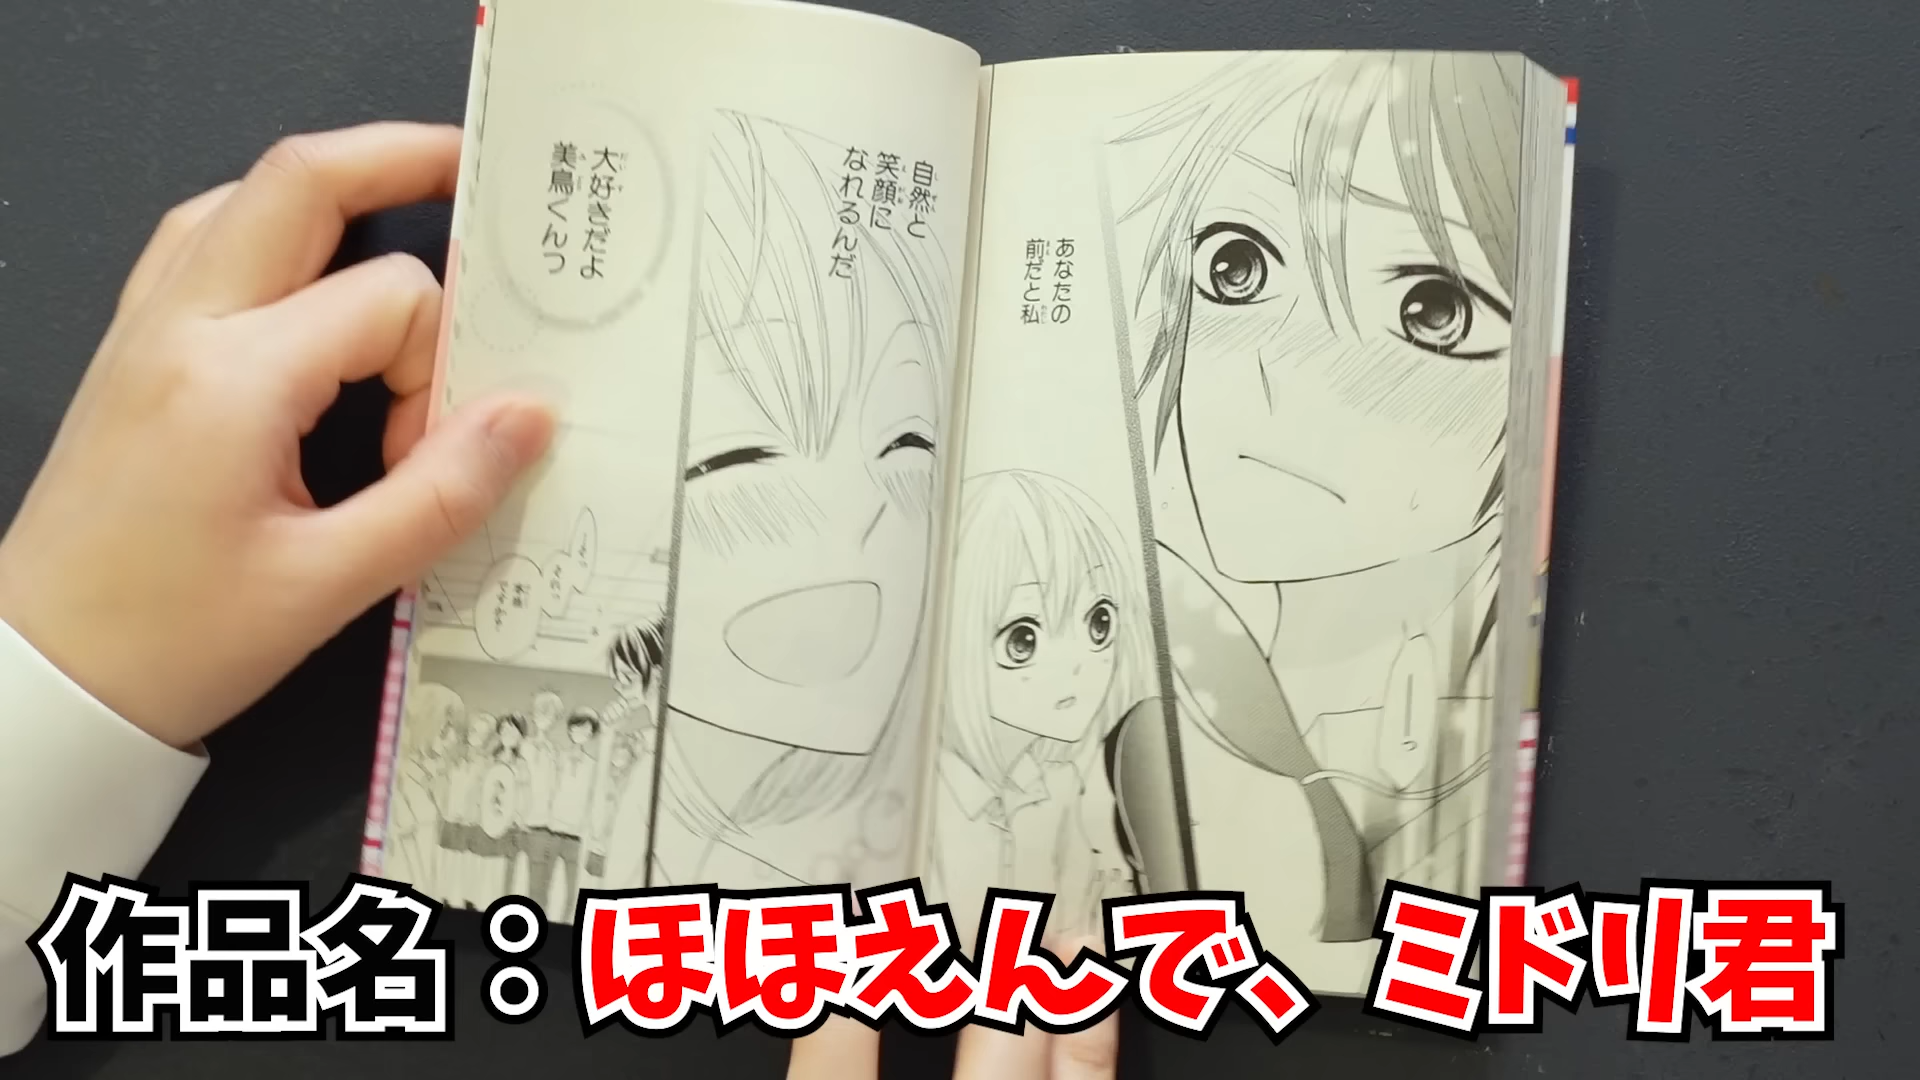 あなたの
前だと私
自然と
笑顔に
なれるんだ
大好きだよ
美鳥くんっ
作品名：ほほえんで、ミドリ君